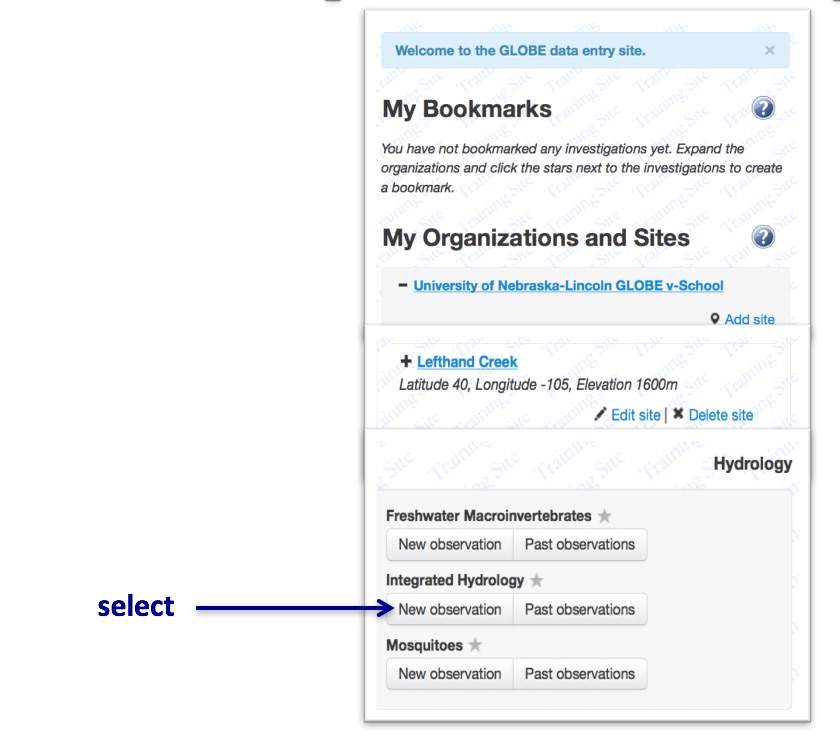 Welcome to the GLOBE data entry site. ×
My Bookmarks ?
You have not bookmarked any investigations yet. Expand the
organizations and click the stars next to the investigations to create
a bookmark.
My Organizations and Sites ?
University of Nebraska-Lincoln GLOBE v-School
Add site
Lefthand Creek
Latitude 40, Longitude -105, Elevation 1600m
Edit site | Delete site
Hydrology
Freshwater Macroinvertebrates
New observation Past observations
Integrated Hydrology
select New observation Past observations
Mosquitoes
New observation Past observations
Training Site